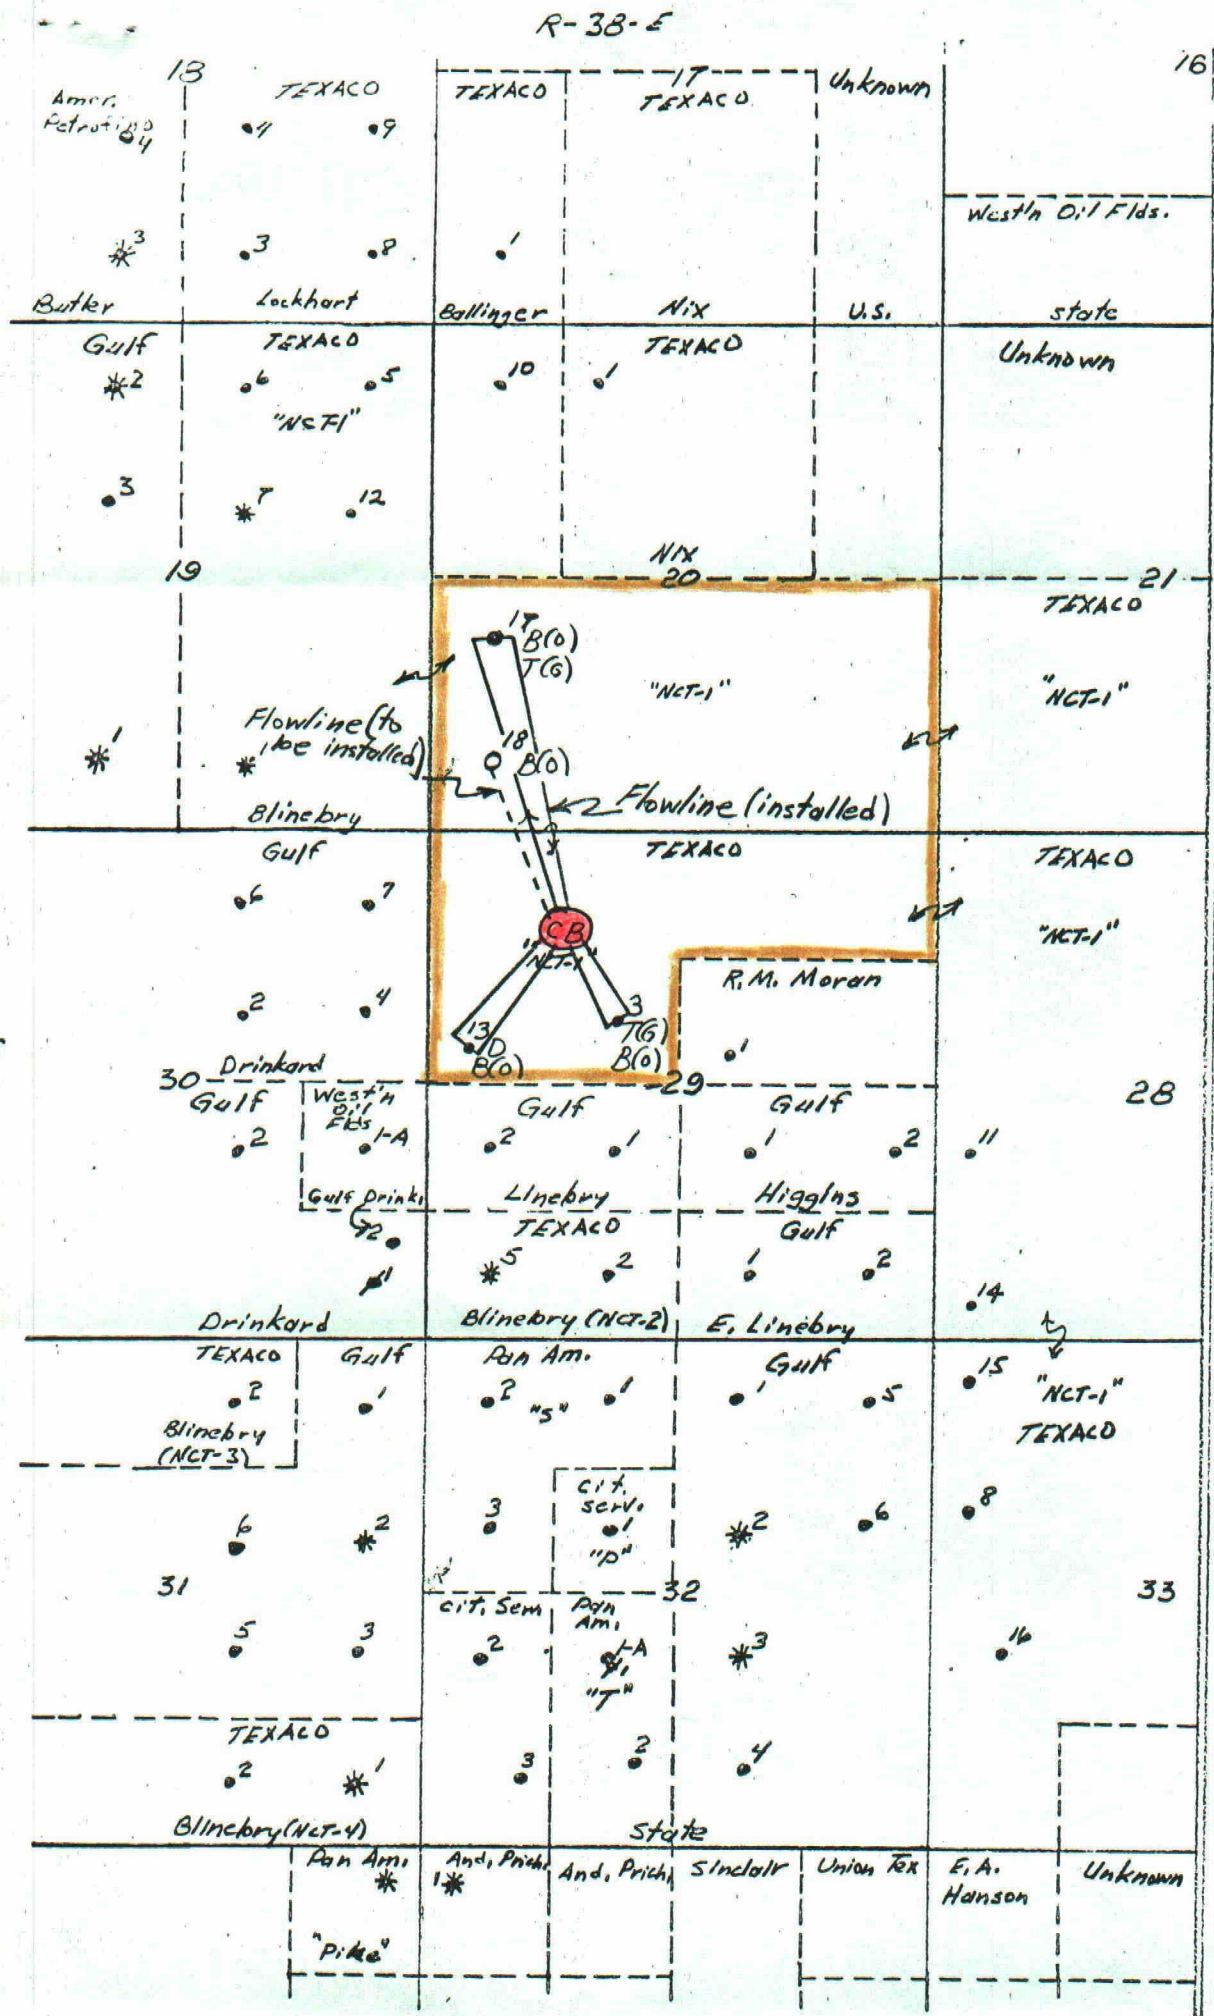 R-38-E
18
17
16
Amer.
Petrofina
TEXACO
TEXACO
TEXACO
Unknown
4
4
9
West'n Oil Flds.
3
3
8
1
Butler
Lockhart
Ballinger
Nix
U.S.
state
Gulf
TEXACO
TEXACO
Unknown
2
6
5
10
1
"NCT-1"
3
7
12
Nix
19
20
21
TEXACO
17
B(O)
T(G)
"NCT-1"
"NCT-1"
Flowline (to
be installed)
1
1
18
B(O)
Flowline (installed)
Blinebry
Gulf
TEXACO
TEXACO
6
7
CB
"NCT-1"
"NCT-1"
R.M. Moran
2
4
13
D
B(O)
3
T(G)
B(O)
1
Drinkard
30
29
28
Gulf
West'n
Oil
Flds
Gulf
Gulf
2
1-A
2
1
1
2
11
Gulf Drink.
Linebry
Higgins
TEXACO
Gulf
12
1
5
2
1
2
14
Drinkard
Blinebry (NCT-2)
E. Linebry
TEXACO
Gulf
Pan Am.
Gulf
15
"NCT-1"
TEXACO
2
1
2
"S"
1
1
5
Blinebry
(NCT-3)
cit.
serv.
6
2
3
1
"P"
2
6
8
31
32
33
cit. Serv.
Pan
Am.
5
3
2
1-A
"T"
3
16
TEXACO
2
1
3
2
4
Blinebry (NCT-4)
State
Pan Am.
And. Prich.
And. Prich.
Sinclair
Union Tex
E.A.
Hanson
Unknown
1
"Pike"